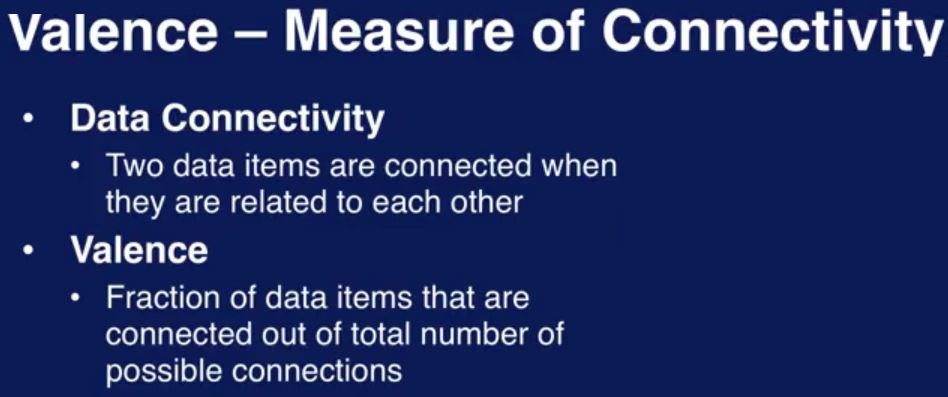 Valence – Measure of Connectivity
• Data Connectivity
• Two data items are connected when
they are related to each other
• Valence
• Fraction of data items that are
connected out of total number of
possible connections